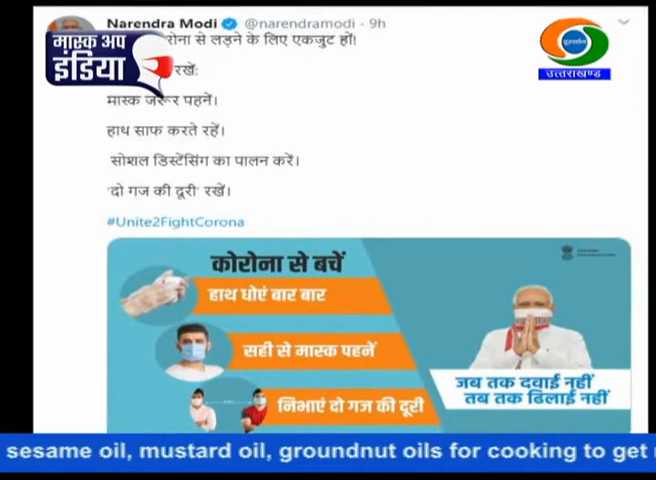 Narendra Modi @narendramodi · 9h
से लड़ने के लिए एकजुट हों!
मास्क अप
इंडिया
रखें:
मास्क जरूर पहनें।
हाथ साफ करते रहें।
सोशल डिस्टेंसिंग का पालन करें।
'दो गज की दूरी' रखें।
#Unite2FightCorona
दूरदर्शन
उत्तराखण्ड
कोरोना से बचें
हाथ धोएं बार बार
सही से मास्क पहनें
निभाएं दो गज की दूरी
जब तक दवाई नहीं
तब तक ढिलाई नहीं
sesame oil, mustard oil, groundnut oils for cooking to get